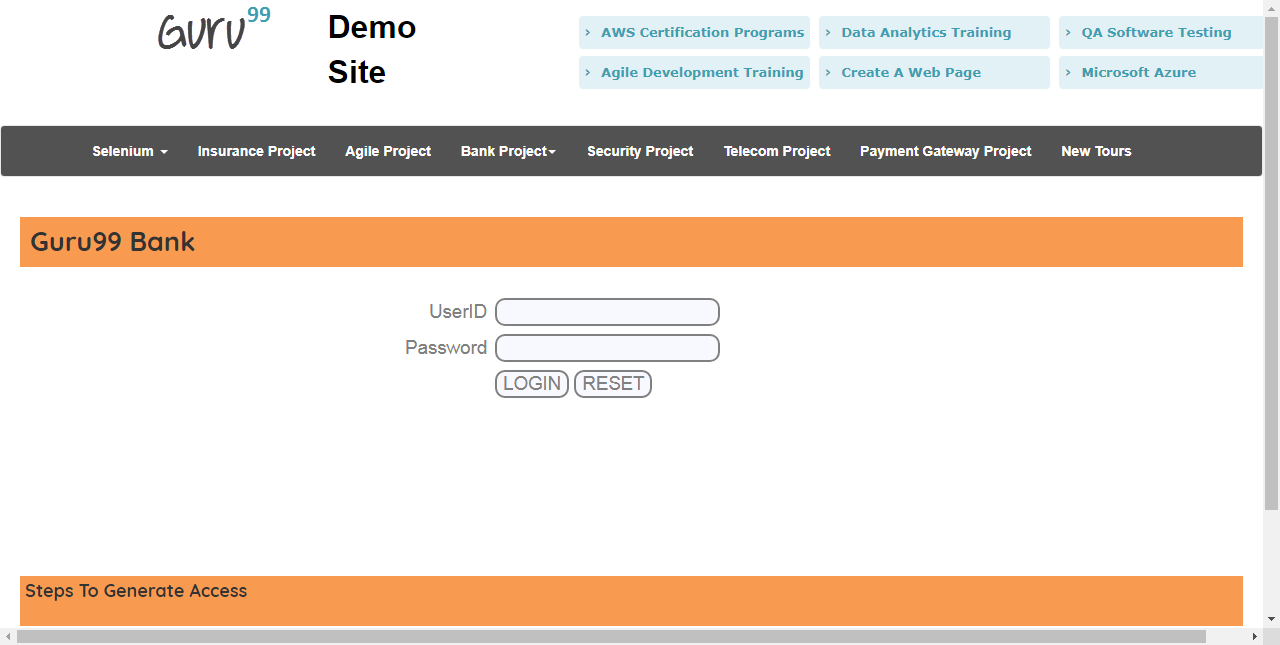 Guru99
Demo
Site
› AWS Certification Programs
› Data Analytics Training
› QA Software Testing
› Agile Development Training
› Create A Web Page
› Microsoft Azure
Selenium Insurance Project Agile Project Bank Project Security Project Telecom Project Payment Gateway Project New Tours
Guru99 Bank
UserID
Password
LOGIN RESET
Steps To Generate Access